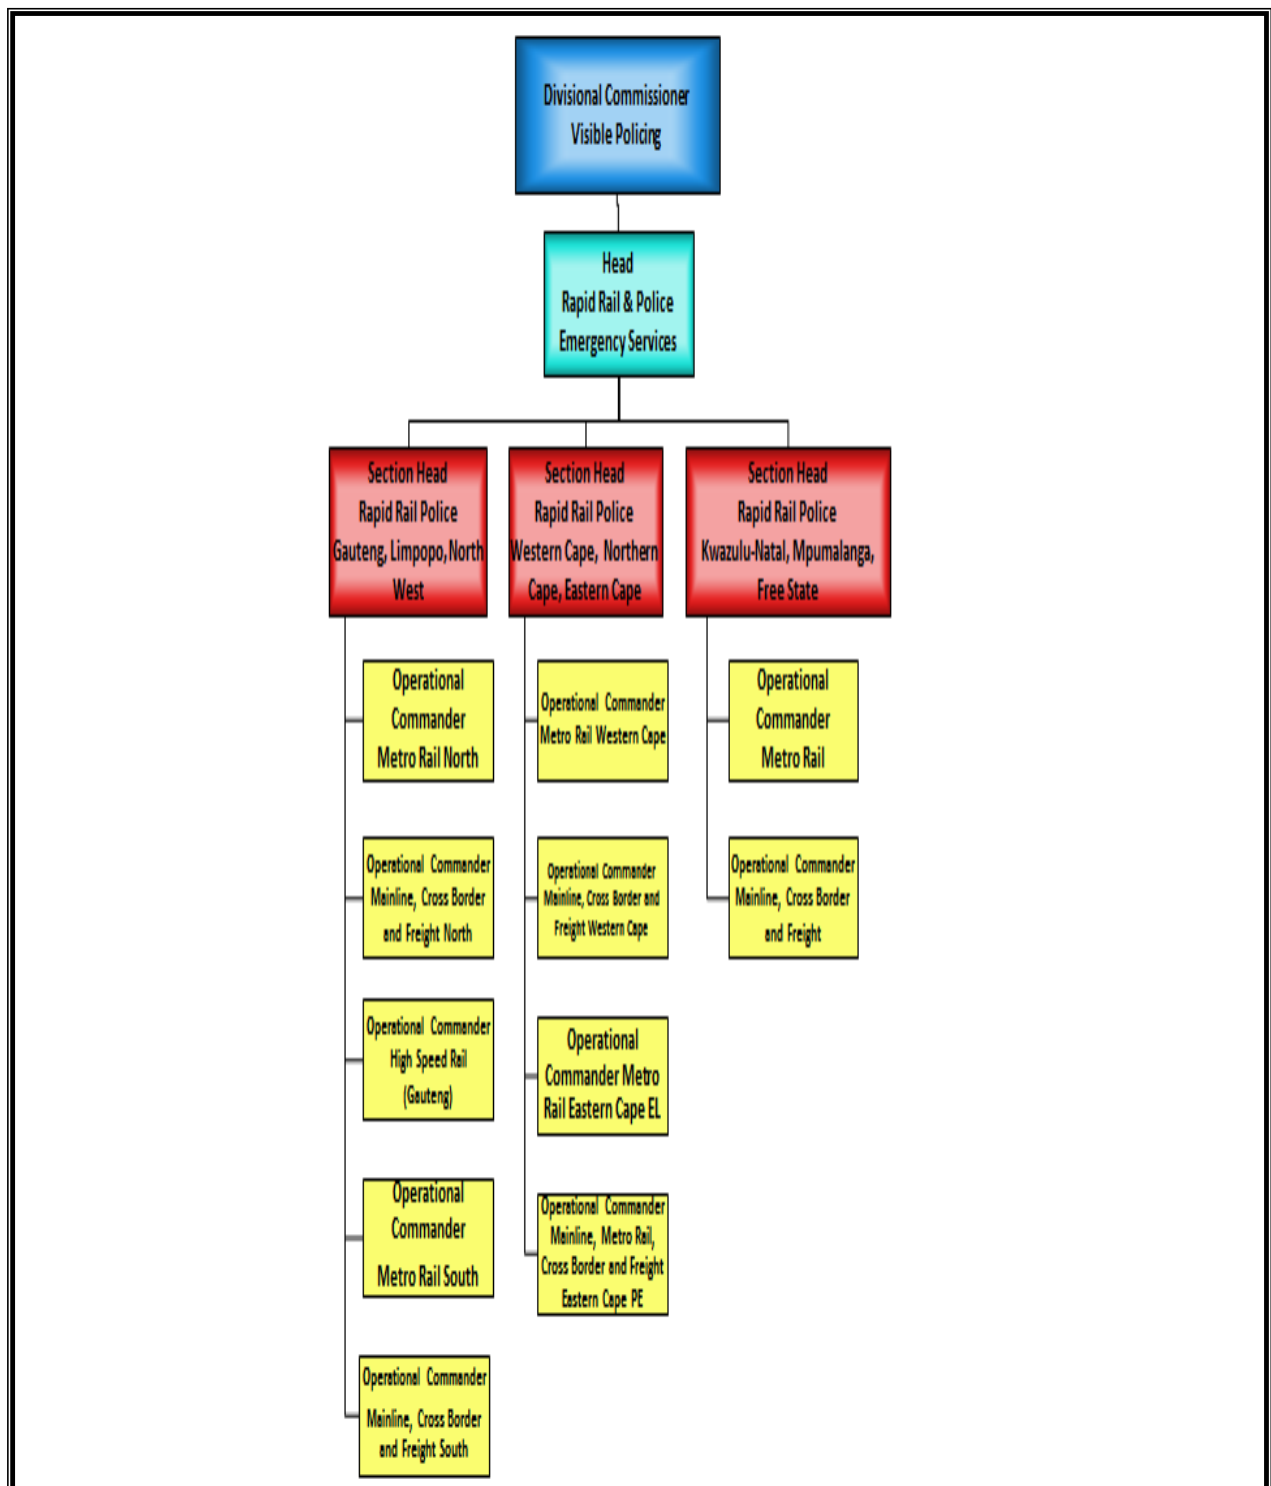 Divisional Commissioner
Visible Policing
Head
Rapid Rail & Police
Emergency Services
Section Head
Rapid Rail Police
Gauteng, Limpopo, North
West
Section Head
Rapid Rail Police
Western Cape, Northern
Cape, Eastern Cape
Section Head
Rapid Rail Police
Kwazulu-Natal, Mpumalanga,
Free State
Operational
Commander
Metro Rail North
Operational Commander
Mainline, Cross Border
and Freight North
Operational Commander
High Speed Rail
(Gauteng)
Operational
Commander
Metro Rail South
Operational Commander
Mainline, Cross Border
and Freight South
Operational Commander
Metro Rail Western Cape
Operational Commander
Mainline, Cross Border and
Freight Western Cape
Operational
Commander Metro
Rail Eastern Cape EL
Operational Commander
Mainline, Metro Rail,
Cross Border and Freight
Eastern Cape PE
Operational
Commander
Metro Rail
Operational Commander
Mainline, Cross Border
and Freight